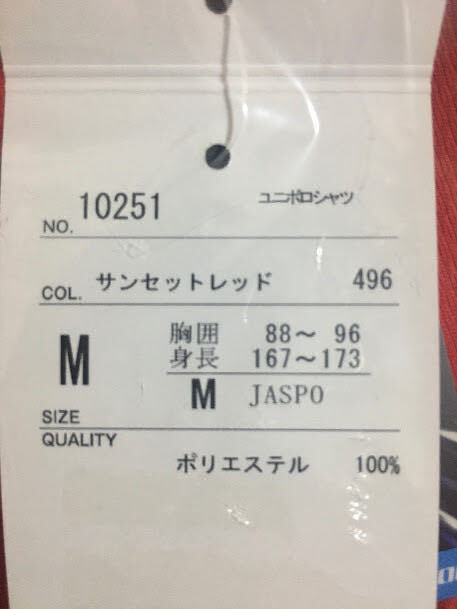 NO. 10251 ユニポロシャツ
COL. サンセットレッド 496
胸囲 88～ 96
M 身長 167～173
SIZE M JASPO
QUALITY
ポリエステル 100%